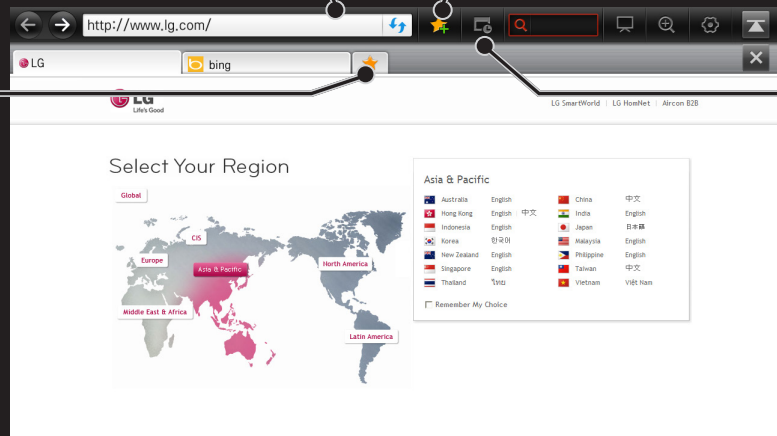 http://www.lg.com/
LG
bing
LG
Life's Good
LG SmartWorld | LG HomNet | Aircon B2B
Select Your Region
Global
CIS
Europe
Asia & Pacific
North America
Middle East & Africa
Latin America
Asia & Pacific
Australia English
China 中文
Hong Kong English 中文
India English
Indonesia English
Japan 日本語
Korea 한국어
Malaysia English
New Zealand English
Philippine English
Singapore English
Taiwan 中文
Thailand ไทย
Vietnam Việt Nam
Remember My Choice